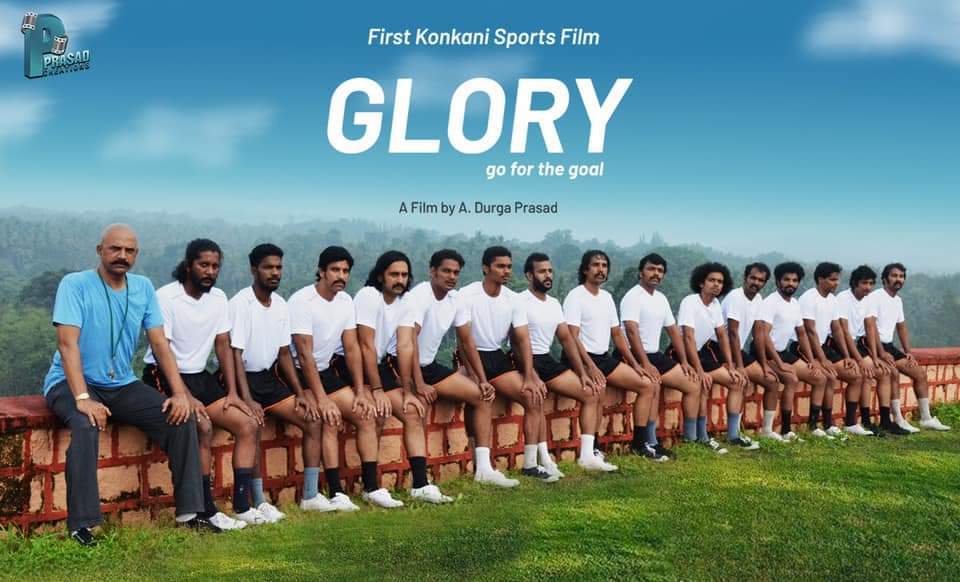 PRASAD
CREATIONS
First Konkani Sports Film
GLORY
go for the goal
A Film by A. Durga Prasad